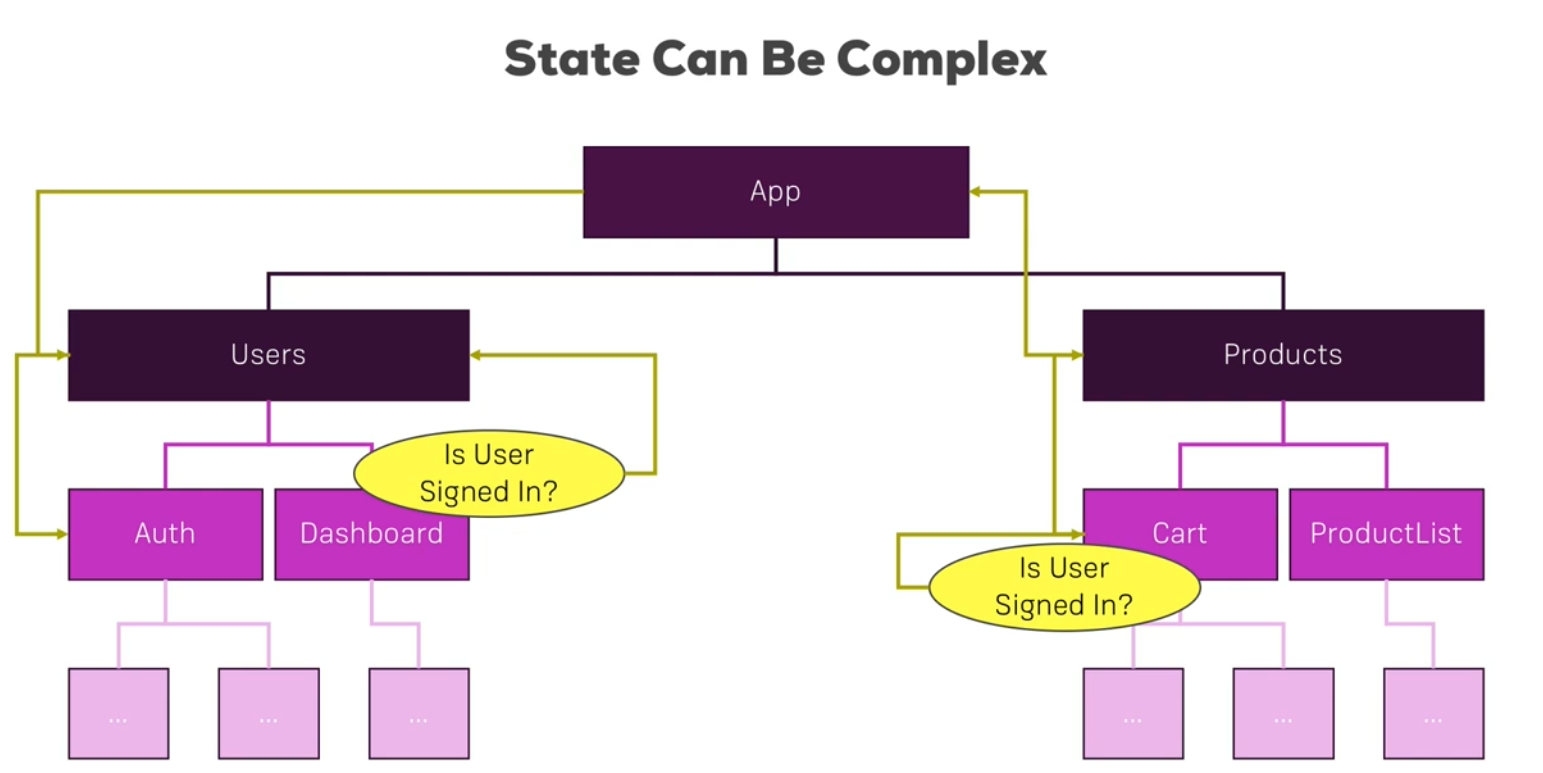 State Can Be Complex
App
Users
Products
Is User
Signed In?
Auth
Dashboard
Cart
ProductList
Is User
Signed In?
...
...
...
...
...
...